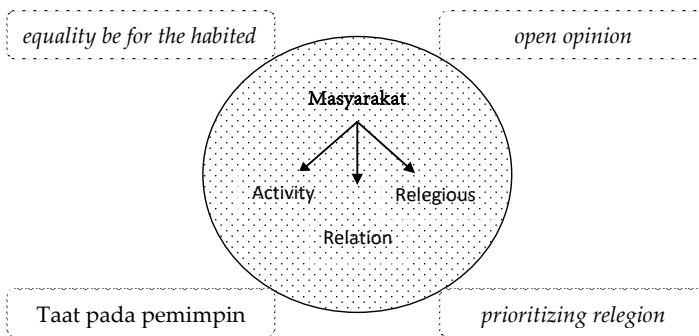 equality be for the habited
open opinion
Masyarakat
Activity
Relegious
Relation
Taat pada pemimpin
prioritizing relegion